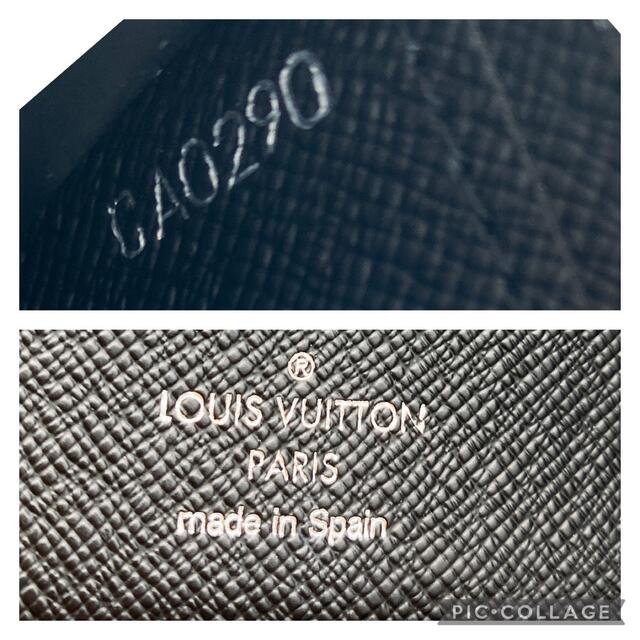 CA0290
®
LOUIS VUITTON
PARIS
made in Spain
PIC•COLLAGE